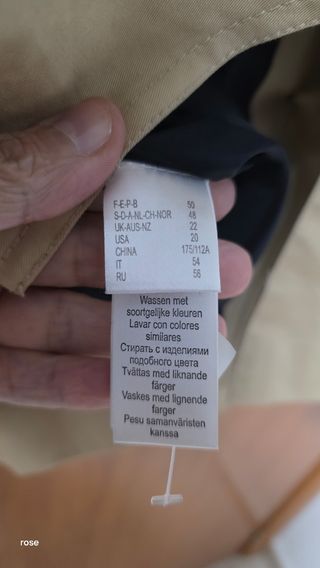 F-E-P-B 50
S-D-A-NL-CH-NOR 48
UK-AUS-NZ 22
USA 20
CHINA 175/112A
IT 54
RU 56
Wassen met
soortgelijke kleuren
Lavar con colores
similares
Стирать с изделиями
подобного цвета
Tvättas med liknande
färger
Vaskes med lignende
farger
Pesu samanväristen
kanssa
rose